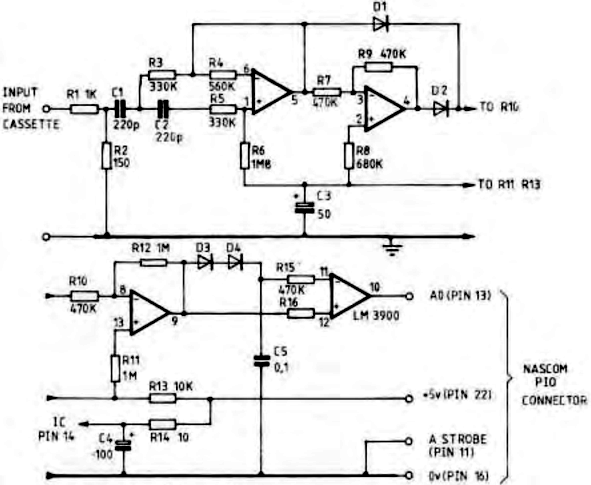 D1
R3
330K
R4
560K
6
5
R9 470K
R7
470K
3
4
D2
TO R10
INPUT
FROM
CASSETTE
R1 1K
C1
220p
C2
220p
R5
330K
1
2
R2
150
R6
1M8
R8
680K
TO R11 R13
C3
+
50
R12 1M
D3
D4
R10
470K
8
9
13
R15
470K
11
10
R16
12
LM 3900
A0 (PIN 13)
R11
1M
C5
0,1
NASCOM
PIO
CONNECTOR
R13 10K
+5v (PIN 22)
IC
PIN 14
R14 10
C4
+
100
A STROBE
(PIN 11)
0v (PIN 16)